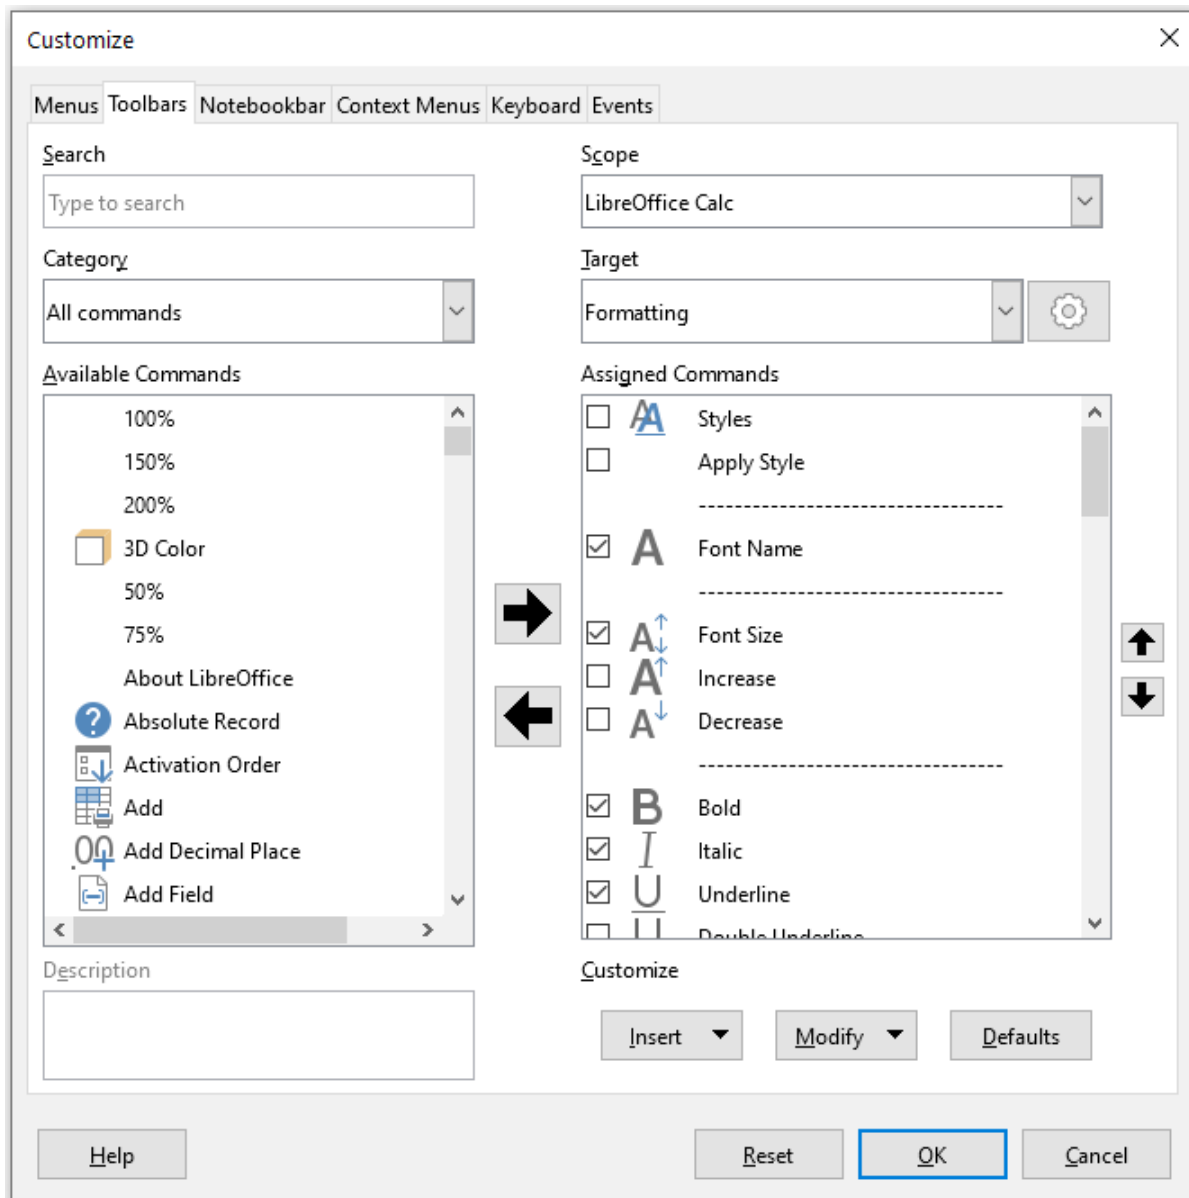 Customize
Menus Toolbars Notebookbar Context Menus Keyboard Events
Search
Type to search
Category
All commands
Available Commands
100%
150%
200%
3D Color
50%
75%
About LibreOffice
Absolute Record
Activation Order
Add
Add Decimal Place
Add Field
Description
Scope
LibreOffice Calc
Target
Formatting
Assigned Commands
Styles
Apply Style
----------------------------------
Font Name
----------------------------------
Font Size
Increase
Decrease
----------------------------------
Bold
Italic
Underline
Double Underline
Customize
Insert Modify Defaults
Help Reset OK Cancel